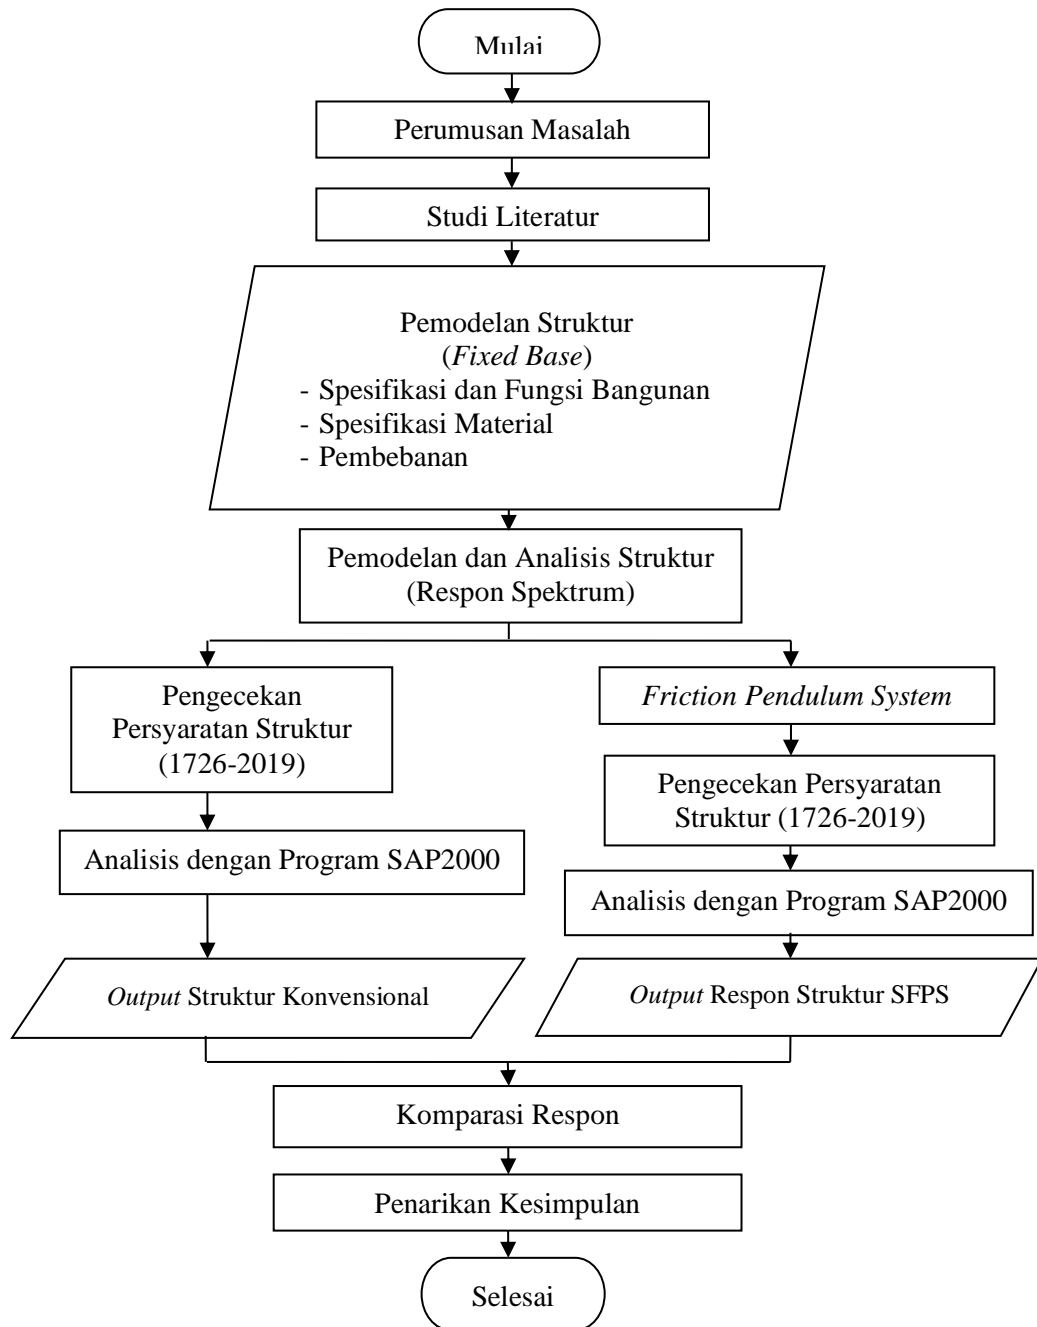 Mulai
Perumusan Masalah
Studi Literatur
Pemodelan Struktur
(Fixed Base)
- Spesifikasi dan Fungsi Bangunan
- Spesifikasi Material
- Pembebanan
Pemodelan dan Analisis Struktur
(Respon Spektrum)
Pengecekan
Persyaratan Struktur
(1726-2019)
Analisis dengan Program SAP2000
Output Struktur Konvensional
Friction Pendulum System
Pengecekan Persyaratan
Struktur (1726-2019)
Analisis dengan Program SAP2000
Output Respon Struktur SFPS
Komparasi Respon
Penarikan Kesimpulan
Selesai